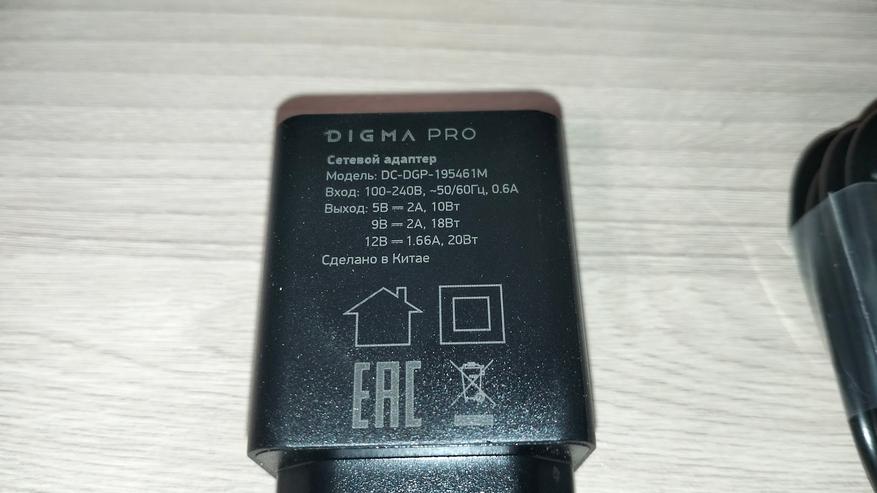 DIGMA PRO
Сетевой адаптер
Модель: DC-DGP-195461M
Вход: 100-240В, ~50/60Гц, 0.6А
Выход: 5В ⎓ 2А, 10Вт
9В ⎓ 2А, 18Вт
12В ⎓ 1.66А, 20Вт
Сделано в Китае
EAC